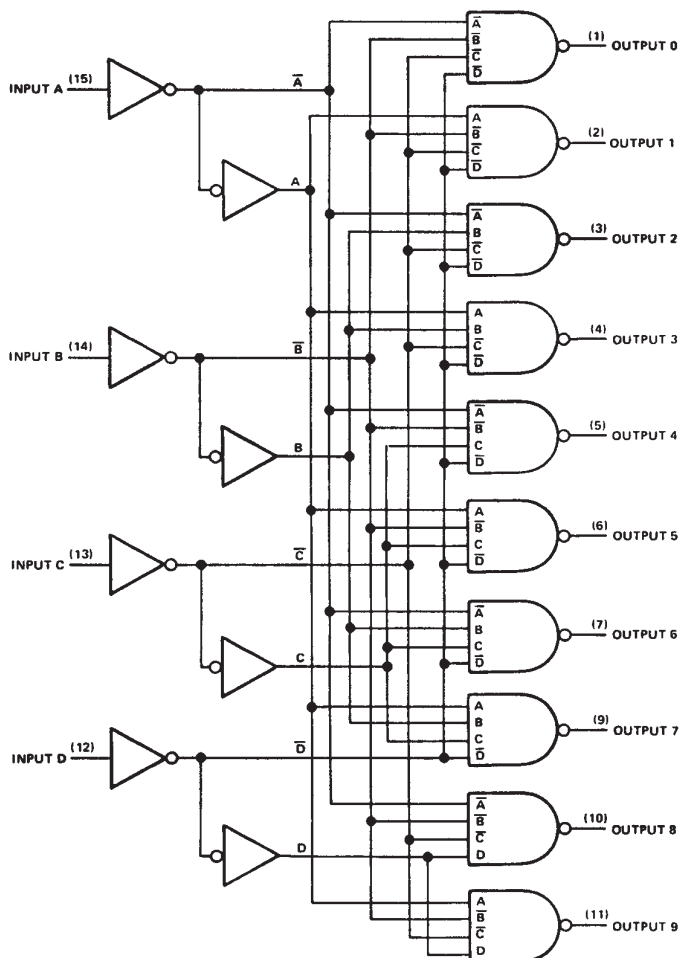 A̅
B̅
C̅
D̅
(1)
OUTPUT 0
INPUT A
(15)
A̅
A
B̅
C̅
D̅
(2)
OUTPUT 1
A
A̅
B
C̅
D̅
(3)
OUTPUT 2
A
B
C̅
D̅
(4)
OUTPUT 3
INPUT B
(14)
B̅
A̅
B̅
C
D̅
(5)
OUTPUT 4
B
A
B̅
C
D̅
(6)
OUTPUT 5
INPUT C
(13)
C̅
A̅
B
C
D̅
(7)
OUTPUT 6
C
A
B
C
D̅
(9)
OUTPUT 7
INPUT D
(12)
D̅
A̅
B̅
C̅
D
(10)
OUTPUT 8
D
A
B̅
C̅
D
(11)
OUTPUT 9